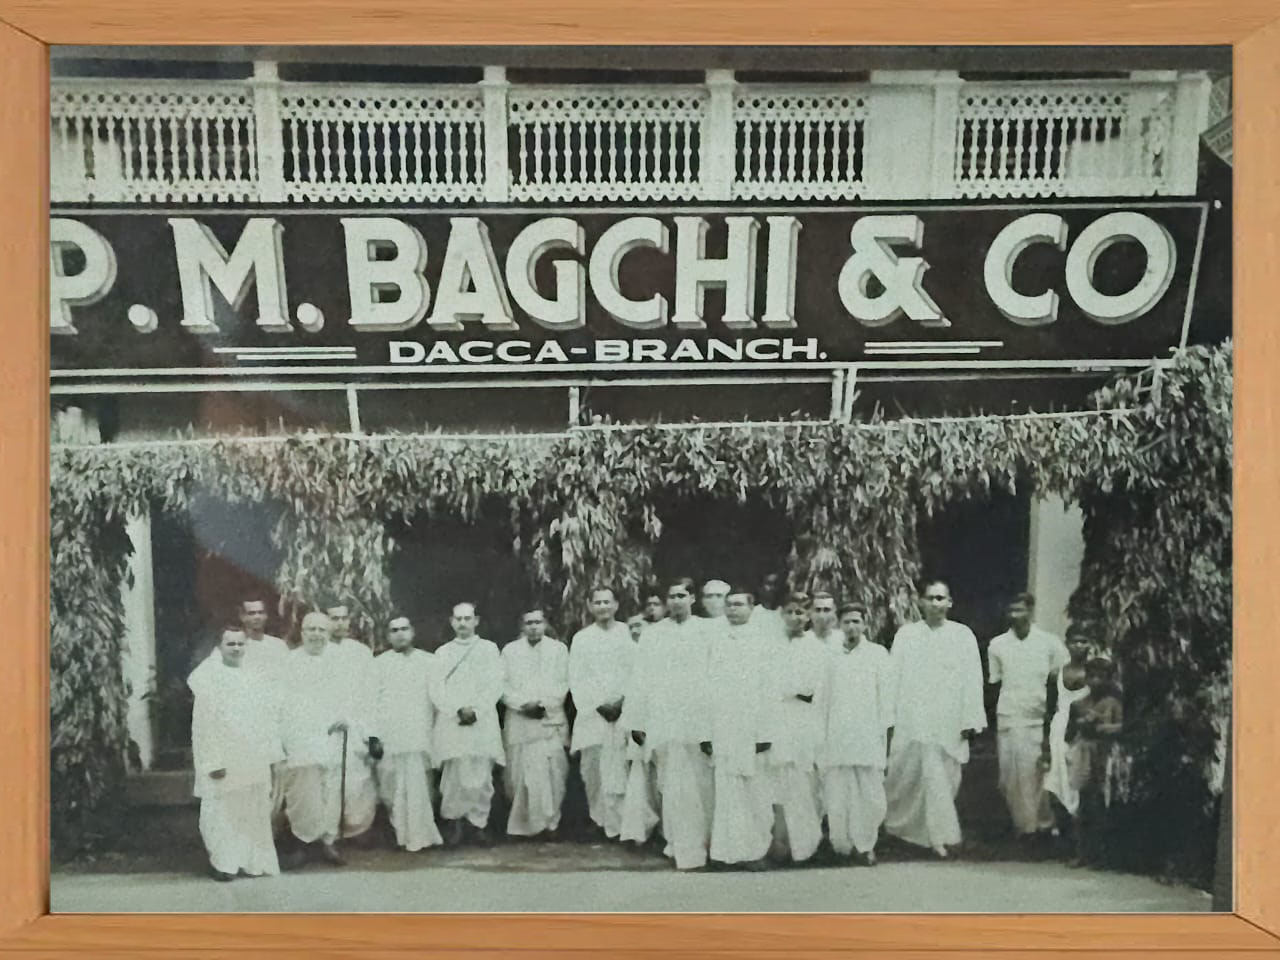 P.M. BAGCHI & CO
DACCA-BRANCH.